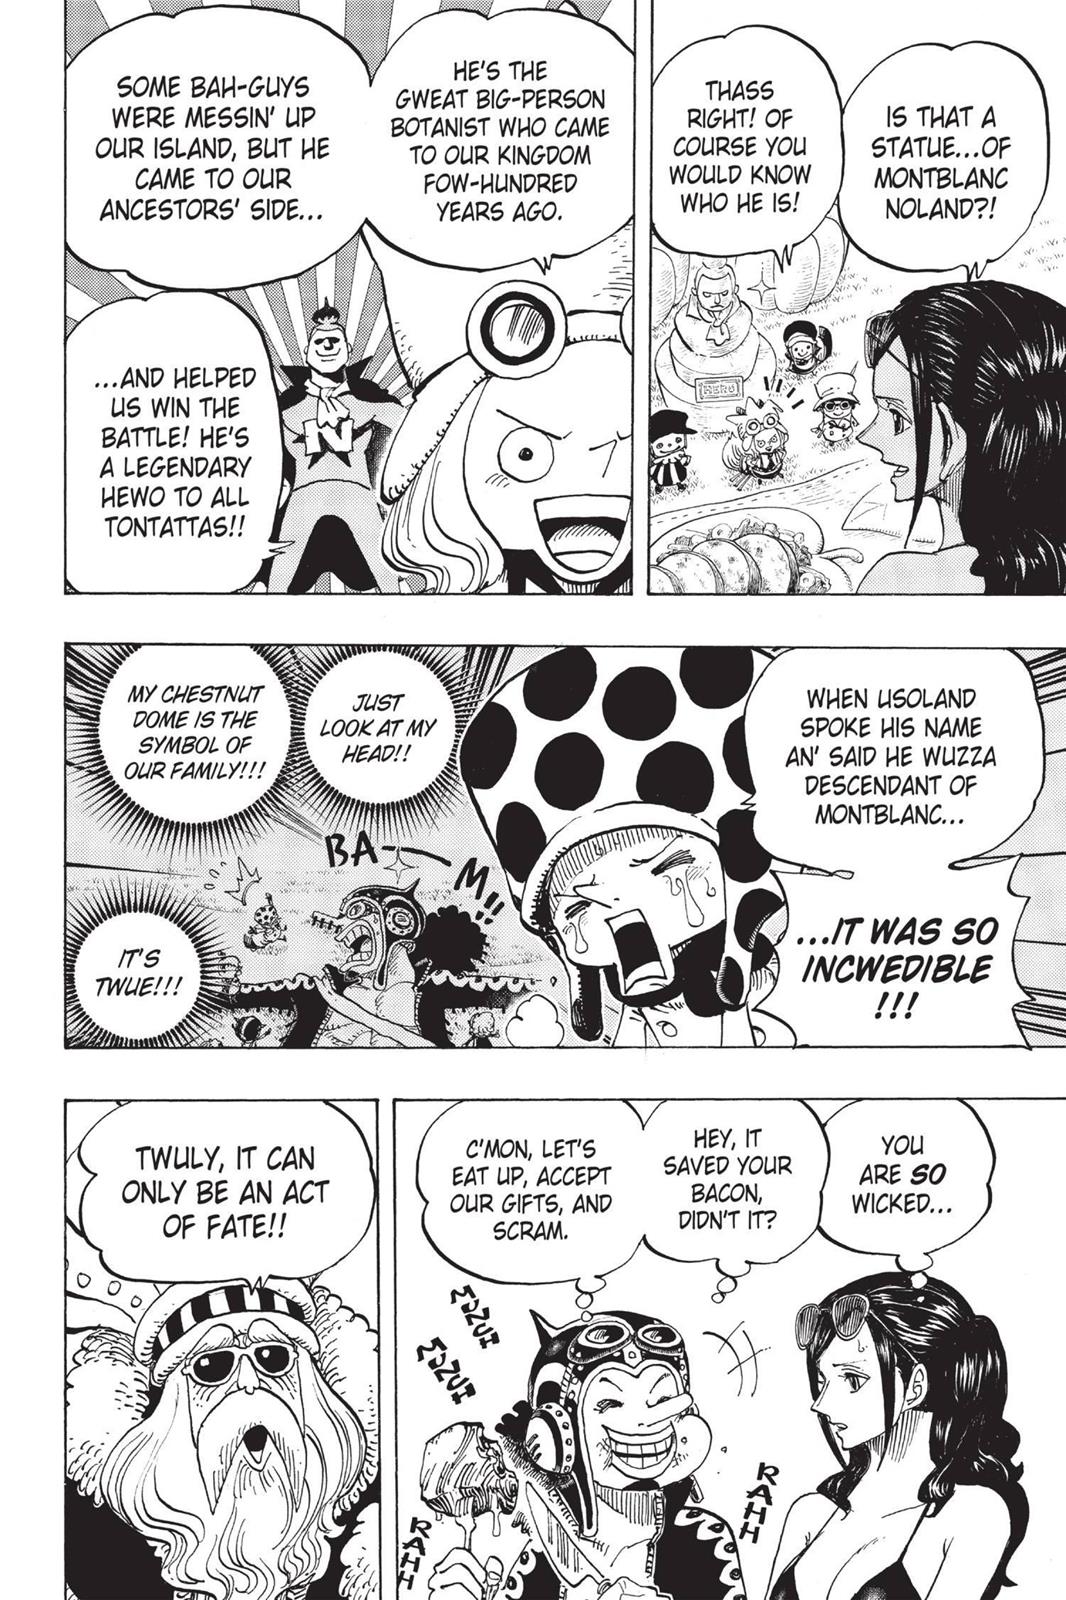 IS THAT A
STATUE...OF
MONTBLANC
NOLAND?!
THASS
RIGHT! OF
COURSE YOU
WOULD KNOW
WHO HE IS!
HERO
HE'S THE
GWEAT BIG-PERSON
BOTANIST WHO CAME
TO OUR KINGDOM
FOW-HUNDRED
YEARS AGO.
SOME BAH-GUYS
WERE MESSIN' UP
OUR ISLAND, BUT HE
CAME TO OUR
ANCESTORS' SIDE...
...AND HELPED
US WIN THE
BATTLE! HE'S
A LEGENDARY
HEWO TO ALL
TONTATTAS!!
N
WHEN USOLAND
SPOKE HIS NAME
AN' SAID HE WUZZA
DESCENDANT OF
MONTBLANC...
...IT WAS SO
INCWEDIBLE
!!!
JUST
LOOK AT MY
HEAD!!
MY CHESTNUT
DOME IS THE
SYMBOL OF
OUR FAMILY!!!
BA—M!!
IT'S
TWUE!!!
YOU
ARE SO
WICKED...
HEY, IT
SAVED YOUR
BACON,
DIDN'T IT?
C'MON, LET'S
EAT UP, ACCEPT
OUR GIFTS, AND
SCRAM.
MUNCH
MUNCH
RAHH
RAHH
TWULY, IT CAN
ONLY BE AN ACT
OF FATE!!